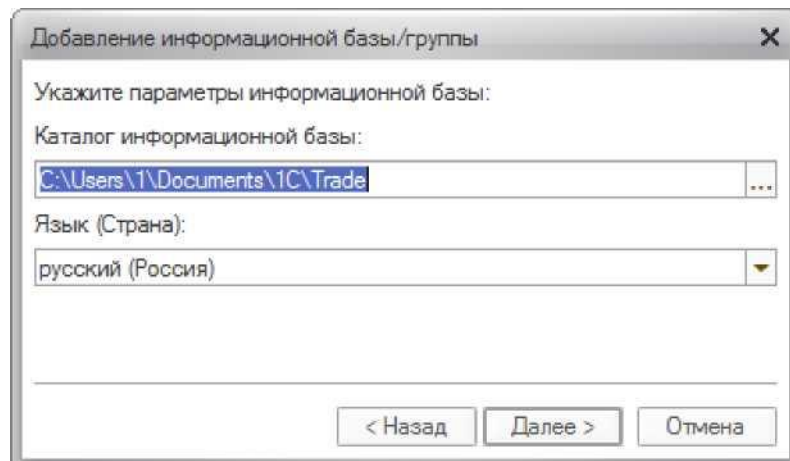 Добавление информационной базы/группы
Укажите параметры информационной базы:
Каталог информационной базы:
C:\Users\1\Documents\1C\Trade
...
Язык (Страна):
русский (Россия)
< Назад Далее > Отмена